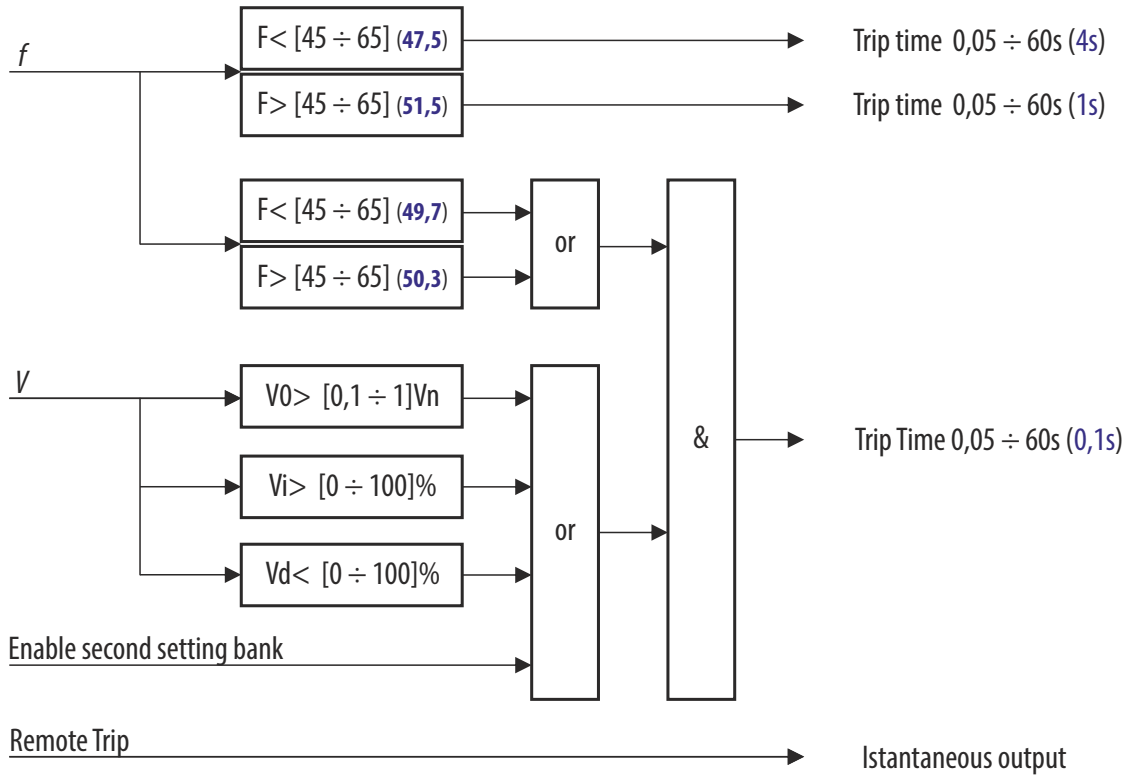 f
F< [45 ÷ 65] (47,5)
Trip time 0,05 ÷ 60s (4s)
F> [45 ÷ 65] (51,5)
Trip time 0,05 ÷ 60s (1s)
F< [45 ÷ 65] (49,7)
or
F> [45 ÷ 65] (50,3)
V
V0> [0,1 ÷ 1]Vn
&
Trip Time 0,05 ÷ 60s (0,1s)
Vi> [0 ÷ 100]%
or
Vd< [0 ÷ 100]%
Enable second setting bank
Remote Trip
Istantaneous output